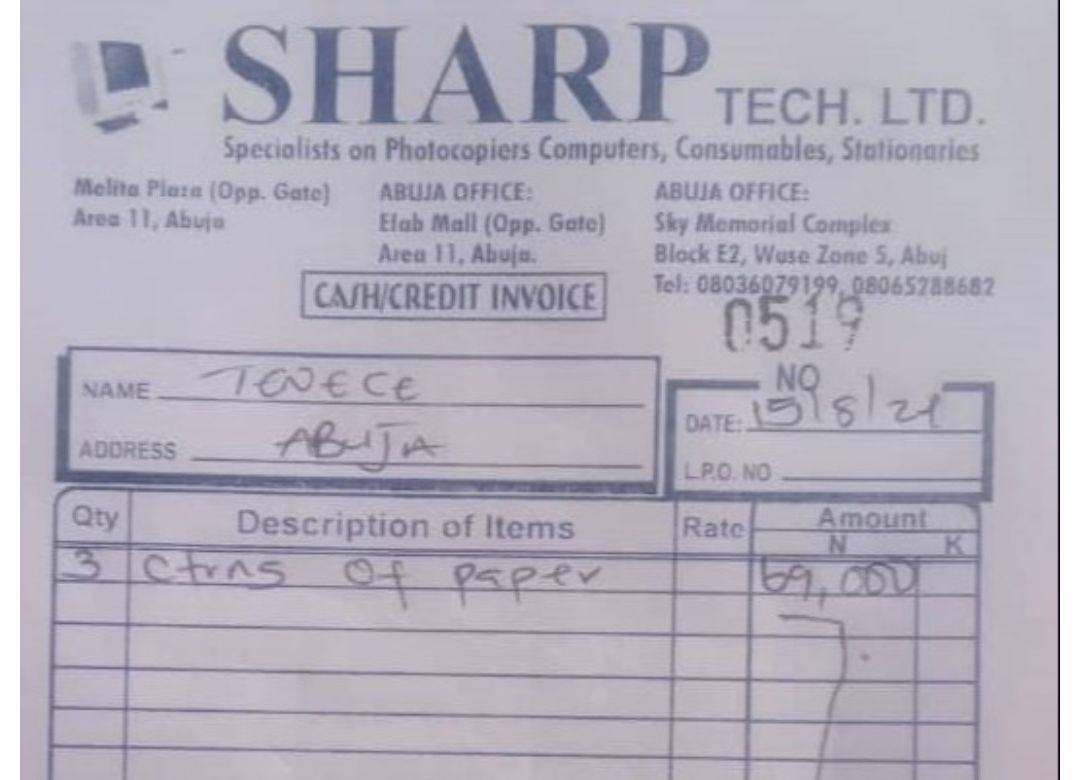 SHARP TECH. LTD.
Specialists on Photocopiers Computers, Consumables, Stationaries
Melita Plaza (Opp. Gate)
Area 11, Abuja
ABUJA OFFICE:
Efab Mall (Opp. Gate)
Area 11, Abuja.
ABUJA OFFICE:
Sky Memorial Complex
Block E2, Wuse Zone 5, Abuj
Tel: 08036079199, 08065288682
CASH/CREDIT INVOICE
0519
NO
NAME TENECE
ADDRESS ABUJA
DATE: 15/8/24
L.P.O. NO
Qty Description of Items Rate Amount
N K
3 Ctrns Of paper 69,000